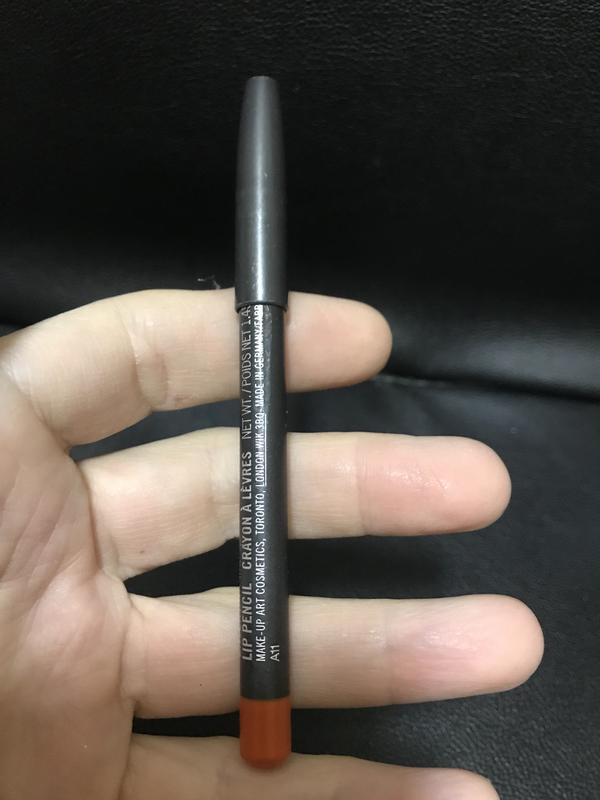 LIP PENCIL CRAYON À LÈVRES NET WT./POIDS NET 1.4
MAKE-UP ART COSMETICS, TORONTO, LONDON W1K 3BQ. MADE IN GERMANY/FABR
A11